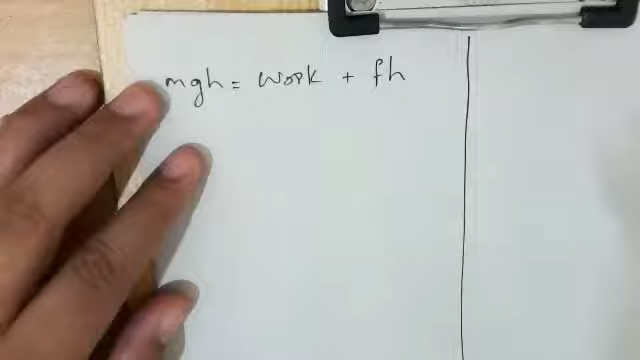 mgh = work + fh